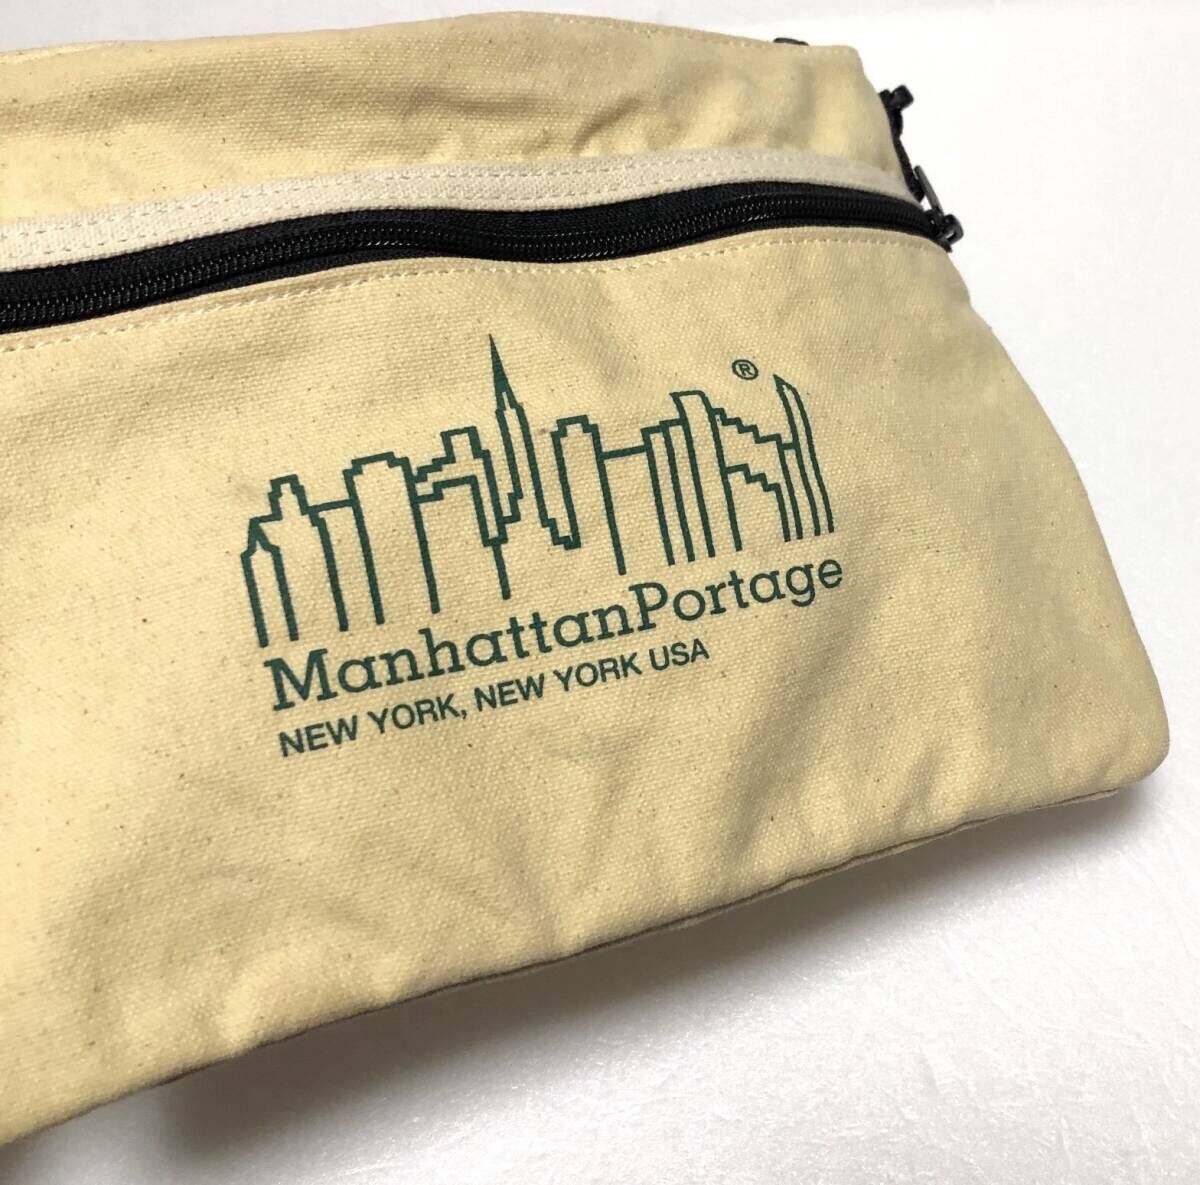 ®
ManhattanPortage
NEW YORK, NEW YORK USA